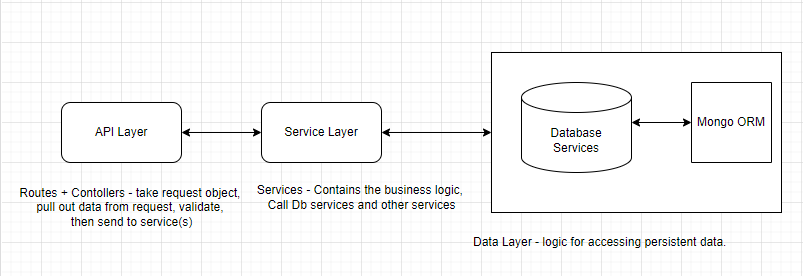 API Layer
Service Layer
Database
Services
Mongo ORM
Routes + Contollers - take request object,
pull out data from request, validate,
then send to service(s)
Services - Contains the business logic,
Call Db services and other services
Data Layer - logic for accessing persistent data.